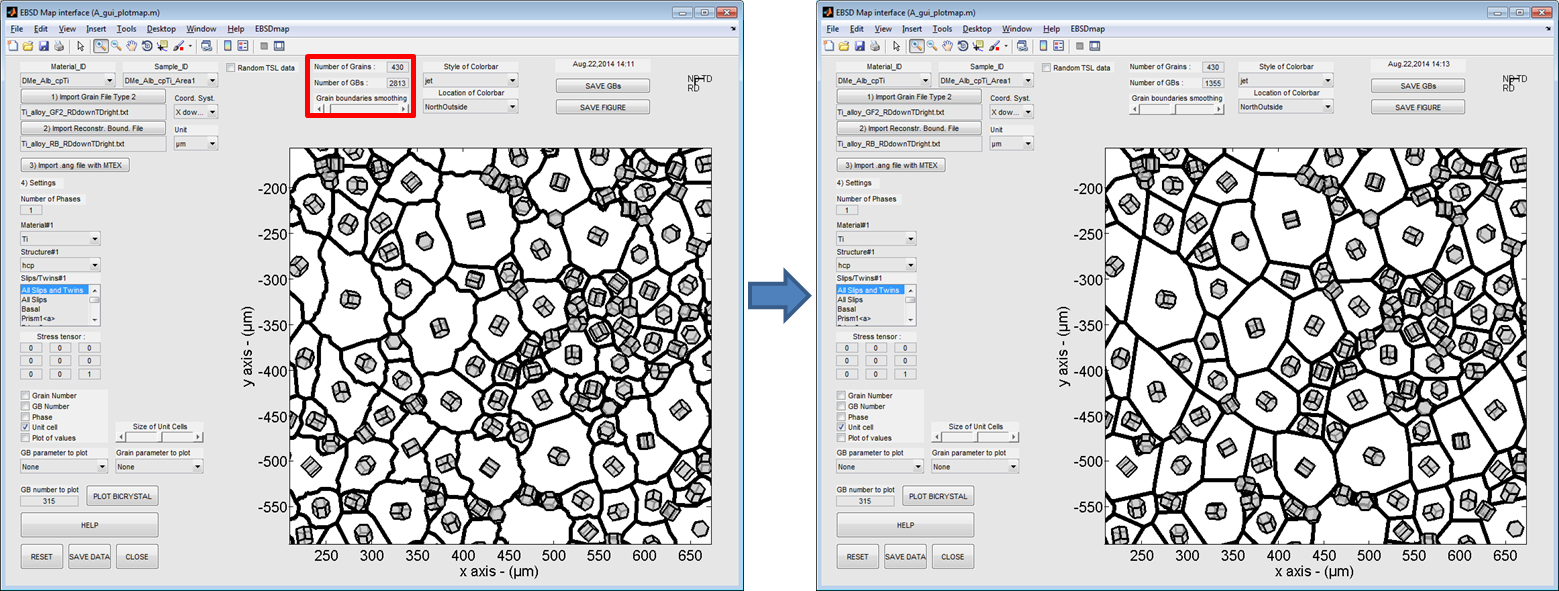 EBSD Map interface (A_gui_plotmap.m)
File Edit View Insert Tools Desktop Window Help EBSDmap
Material_ID Sample_ID Random TSL data
DMe_Alb_cpTi DMe_Alb_cpTi_Area1
Number of Grains : 430
Number of GBs : 2813
Grain boundaries smoothing
Style of Colorbar
jet
Location of Colorbar
NorthOutside
Aug.22,2014 14:11
SAVE GBs
SAVE FIGURE
1) Import Grain File Type 2
Ti_alloy_GF2_RDdownTDright.txt
2) Import Reconstr. Bound. File
Ti_alloy_RB_RDdownTDright.txt
3) Import .ang file with MTEX
Coord. Syst.
X dow...
Unit
µm
4) Settings
Number of Phases
1
Material#1
Ti
Structure#1
hcp
Slips/Twins#1
All Slips and Twins
All Slips
Basal
Prism1<a>
Stress tensor :
0 0 0
0 0 0
0 0 1
Grain Number
GB Number
Phase
Unit cell
Plot of values
Size of Unit Cells
GB parameter to plot Grain parameter to plot
None None
GB number to plot
315
PLOT BICRYSTAL
HELP
RESET SAVE DATA CLOSE
-200
-250
-300
-350
-400
-450
-500
-550
y axis - (µm)
250 300 350 400 450 500 550 600 650
x axis - (µm)
EBSD Map interface (A_gui_plotmap.m)
File Edit View Insert Tools Desktop Window Help EBSDmap
Material_ID Sample_ID Random TSL data
DMe_Alb_cpTi DMe_Alb_cpTi_Area1
Number of Grains : 430
Number of GBs : 1355
Grain boundaries smoothing
Style of Colorbar
jet
Location of Colorbar
NorthOutside
Aug.22,2014 14:13
SAVE GBs
SAVE FIGURE
1) Import Grain File Type 2
Ti_alloy_GF2_RDdownTDright.txt
2) Import Reconstr. Bound. File
Ti_alloy_RB_RDdownTDright.txt
3) Import .ang file with MTEX
Coord. Syst.
X dow...
Unit
µm
4) Settings
Number of Phases
1
Material#1
Ti
Structure#1
hcp
Slips/Twins#1
All Slips and Twins
All Slips
Basal
Prism1<a>
Stress tensor :
0 0 0
0 0 0
0 0 1
Grain Number
GB Number
Phase
Unit cell
Plot of values
Size of Unit Cells
GB parameter to plot Grain parameter to plot
None None
GB number to plot
315
PLOT BICRYSTAL
HELP
RESET SAVE DATA CLOSE
-200
-250
-300
-350
-400
-450
-500
-550
y axis - (µm)
250 300 350 400 450 500 550 600 650
x axis - (µm)